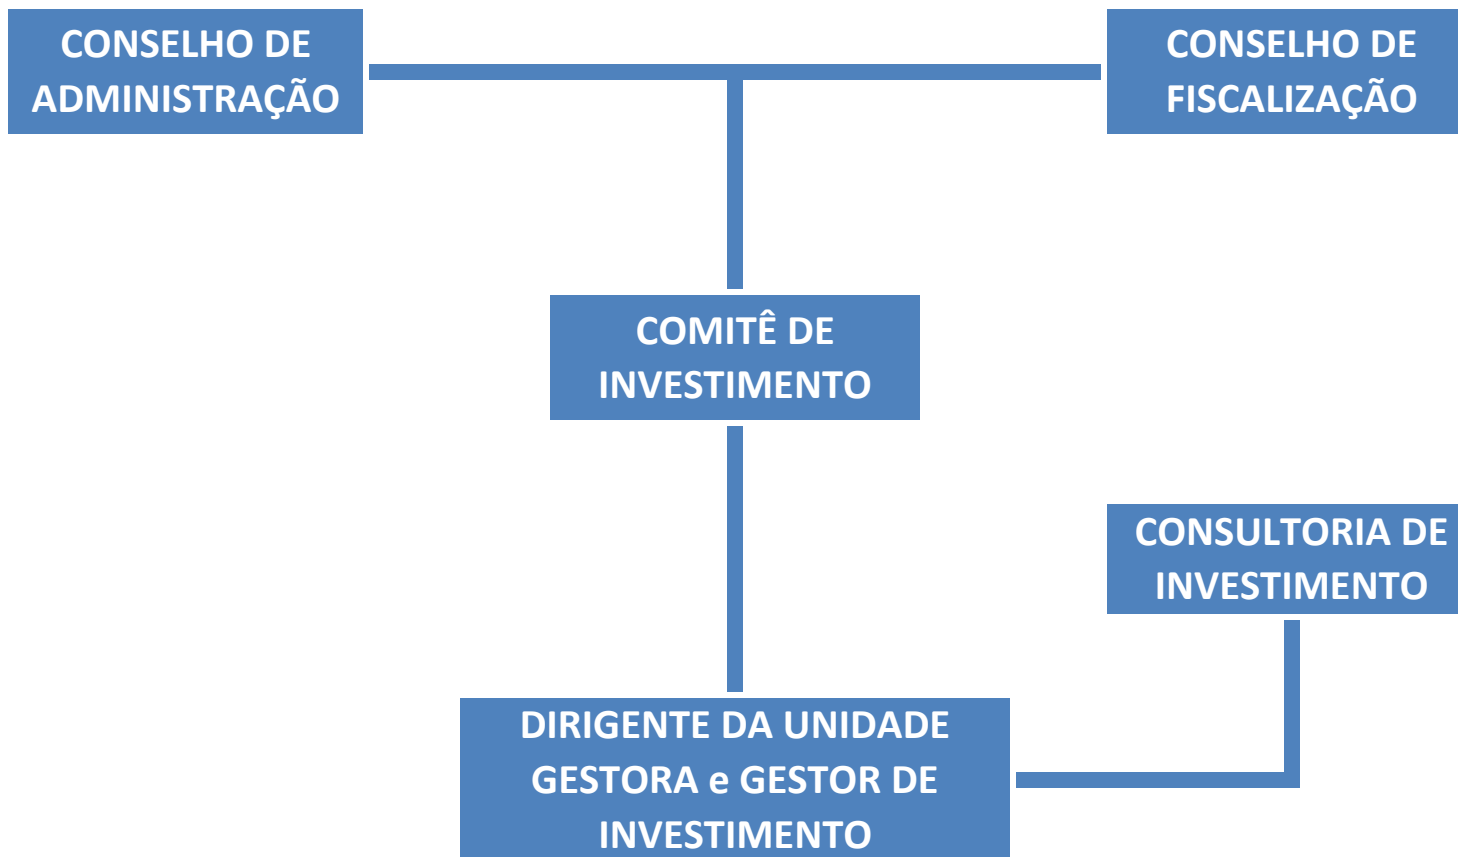 CONSELHO DE
ADMINISTRAÇÃO
CONSELHO DE
FISCALIZAÇÃO
COMITÊ DE
INVESTIMENTO
CONSULTORIA DE
INVESTIMENTO
DIRIGENTE DA UNIDADE
GESTORA e GESTOR DE
INVESTIMENTO